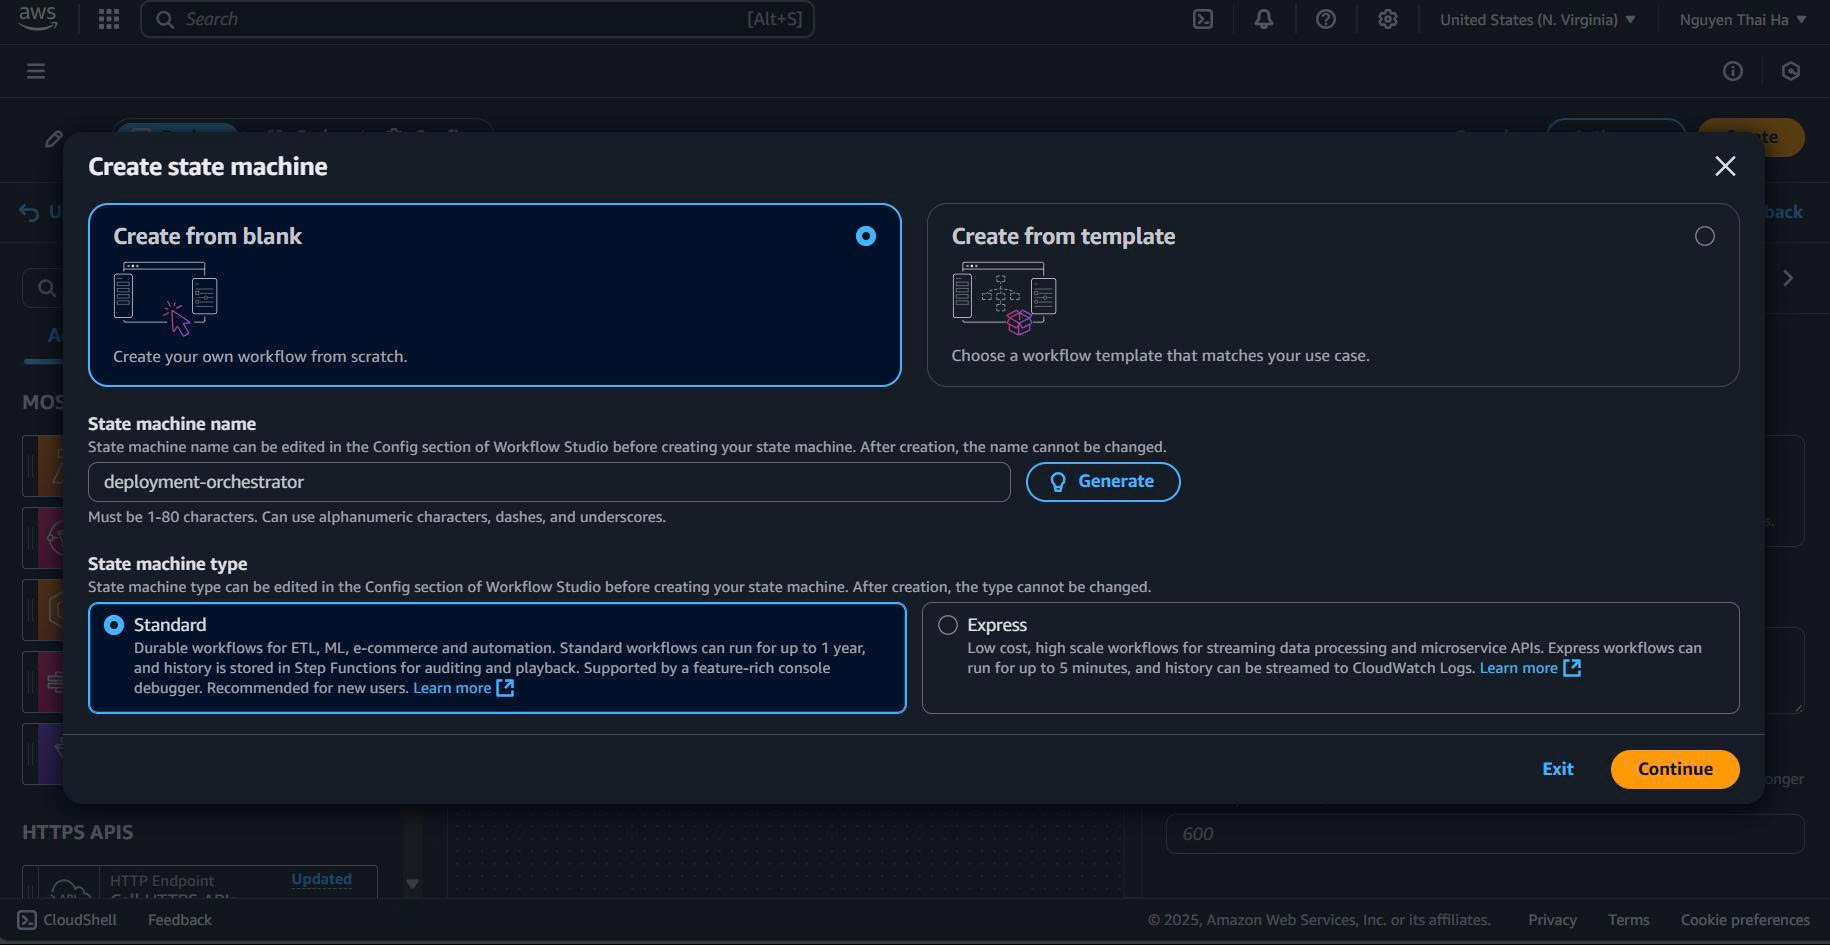 aws
Search
[Alt+S]
United States (N. Virginia)
Nguyen Thai Ha
Create state machine
Create from blank
Create your own workflow from scratch.
Create from template
Choose a workflow template that matches your use case.
State machine name
State machine name can be edited in the Config section of Workflow Studio before creating your state machine. After creation, the name cannot be changed.
deployment-orchestrator
Generate
Must be 1-80 characters. Can use alphanumeric characters, dashes, and underscores.
State machine type
State machine type can be edited in the Config section of Workflow Studio before creating your state machine. After creation, the type cannot be changed.
Standard
Durable workflows for ETL, ML, e-commerce and automation. Standard workflows can run for up to 1 year,
and history is stored in Step Functions for auditing and playback. Supported by a feature-rich console
debugger. Recommended for new users. Learn more
Express
Low cost, high scale workflows for streaming data processing and microservice APIs. Express workflows can
run for up to 5 minutes, and history can be streamed to CloudWatch Logs. Learn more
Exit
Continue
HTTPS APIS
600
HTTP Endpoint
Updated
CloudShell
Feedback
© 2025, Amazon Web Services, Inc. or its affiliates.
Privacy
Terms
Cookie preferences